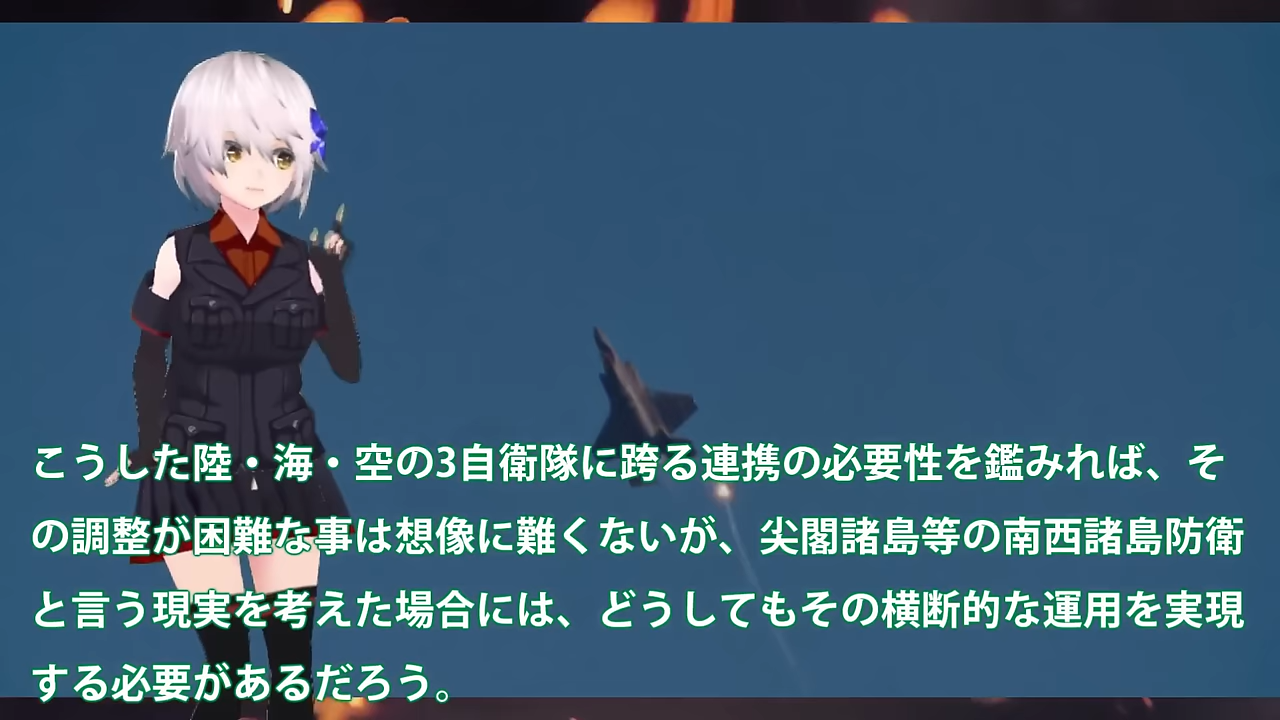 こうした陸・海・空の3自衛隊に跨る連携の必要性を鑑みれば、そ
の調整が困難な事は想像に難くないが、尖閣諸島等の南西諸島防衛
と言う現実を考えた場合には、どうしてもその横断的な運用を実現
する必要があるだろう。